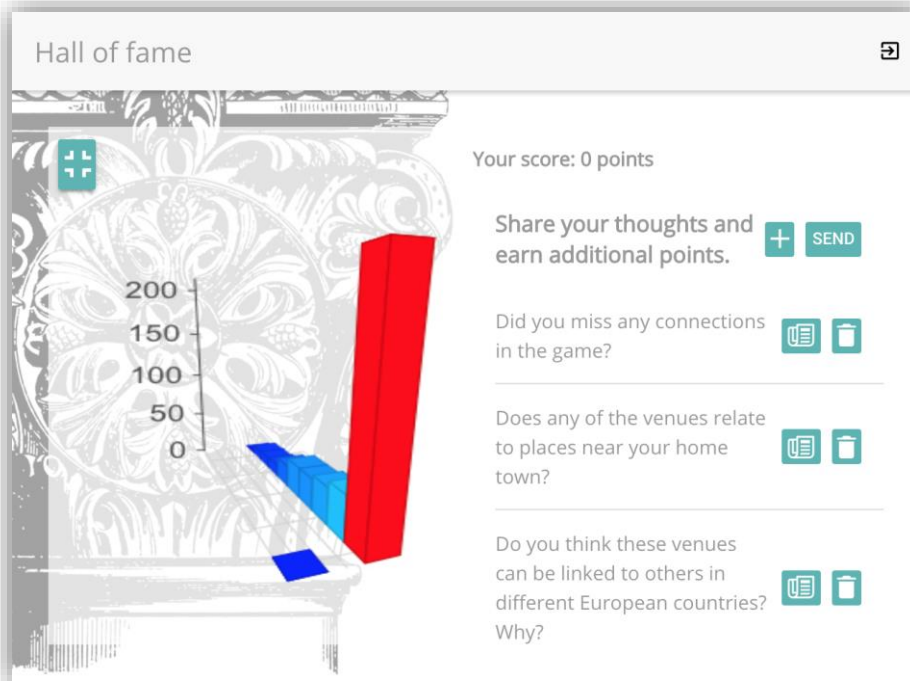 Hall of fame
200
150
100
50
0
Your score: 0 points
Share your thoughts and
earn additional points.
SEND
Did you miss any connections
in the game?
Does any of the venues relate
to places near your home
town?
Do you think these venues
can be linked to others in
different European countries?
Why?